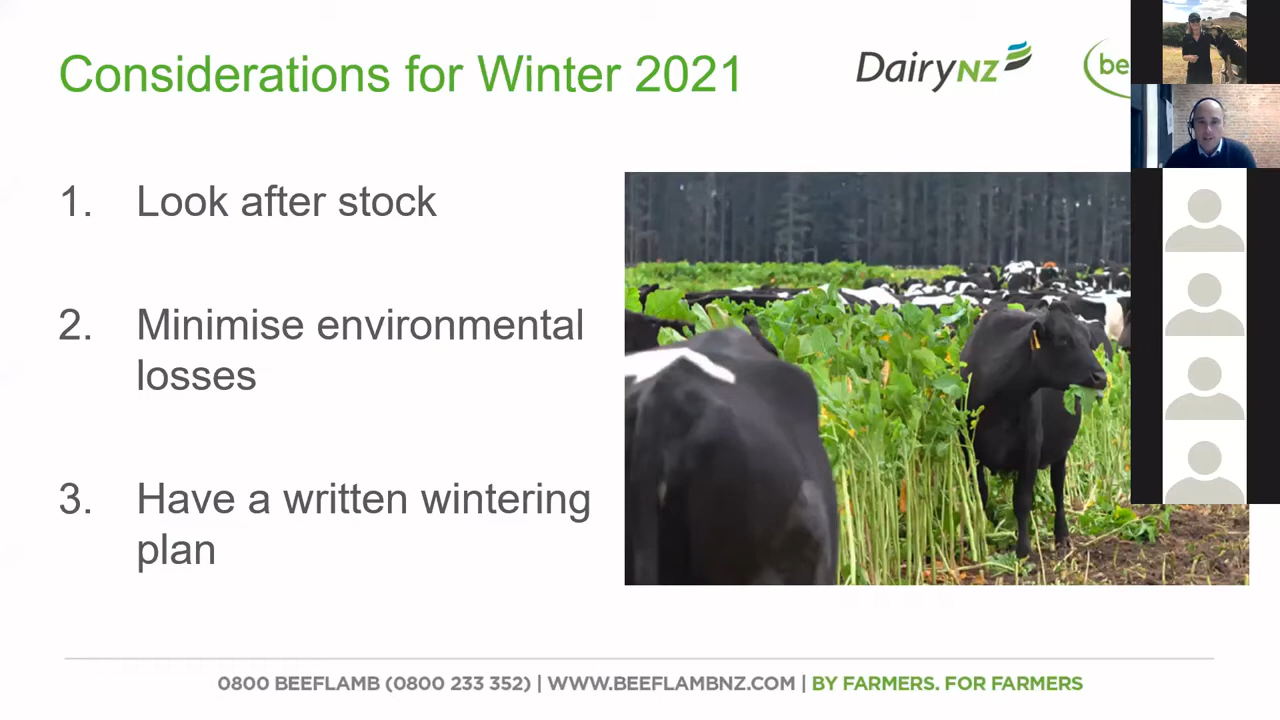 Considerations for Winter 2021
DairyNZ
be
1. Look after stock
2. Minimise environmental
losses
3. Have a written wintering
plan
0800 BEEFLAMB (0800 233 352) | WWW.BEEFLAMBNZ.COM | BY FARMERS. FOR FARMERS